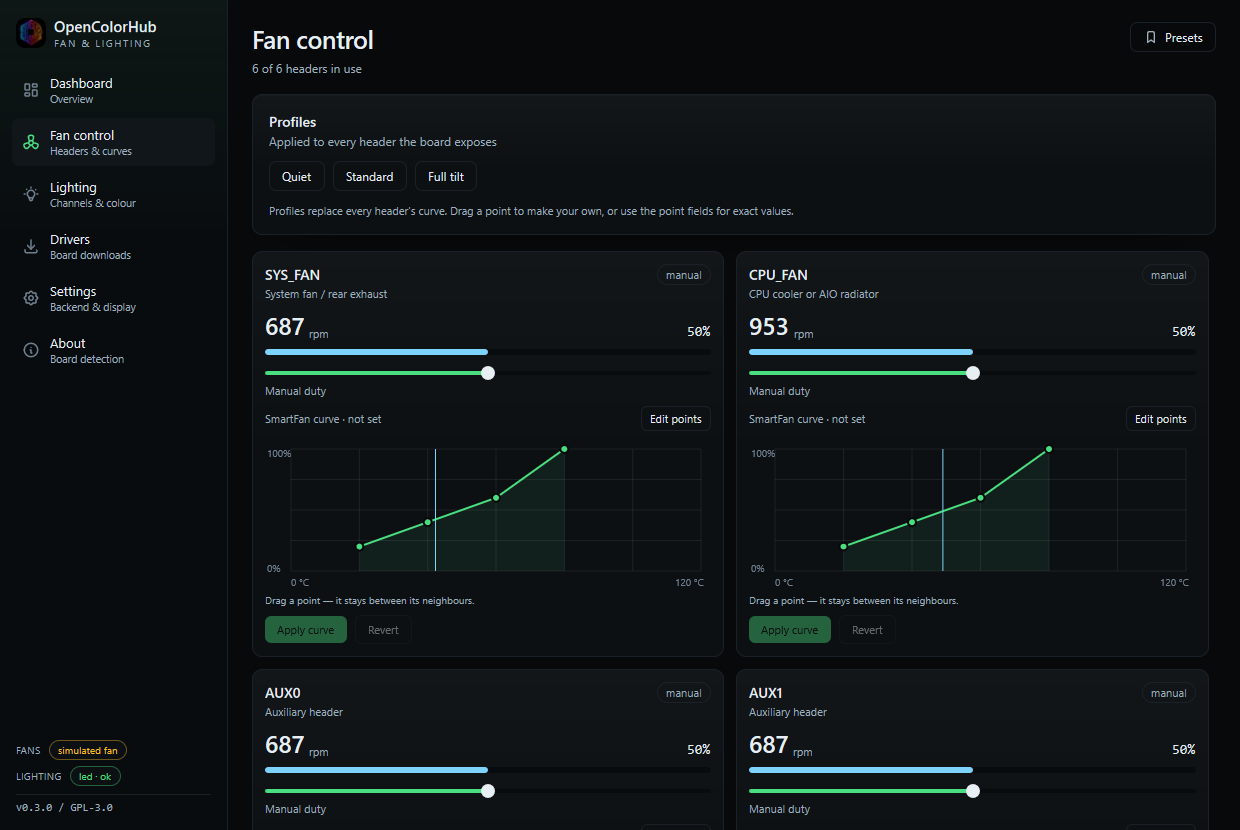 OpenColorHub
FAN & LIGHTING
Dashboard
Overview
Fan control
Headers & curves
Lighting
Channels & colour
Drivers
Board downloads
Settings
Backend & display
About
Board detection
FANS simulated fan
LIGHTING led · ok
v0.3.0 / GPL-3.0
Fan control
Presets
6 of 6 headers in use
Profiles
Applied to every header the board exposes
Quiet Standard Full tilt
Profiles replace every header's curve. Drag a point to make your own, or use the point fields for exact values.
SYS_FAN manual
System fan / rear exhaust
687 rpm 50%
Manual duty
SmartFan curve · not set Edit points
100%
0%
0 °C 120 °C
Drag a point — it stays between its neighbours.
Apply curve Revert
CPU_FAN manual
CPU cooler or AIO radiator
953 rpm 50%
Manual duty
SmartFan curve · not set Edit points
100%
0%
0 °C 120 °C
Drag a point — it stays between its neighbours.
Apply curve Revert
AUX0 manual
Auxiliary header
687 rpm 50%
Manual duty
AUX1 manual
Auxiliary header
687 rpm 50%
Manual duty